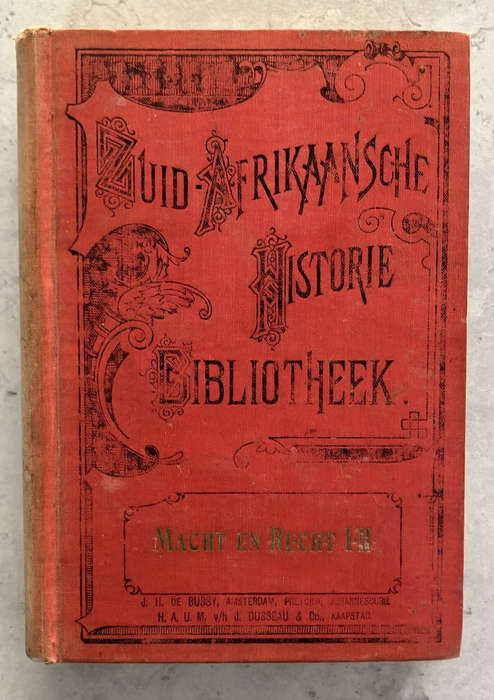 ZUID-AFRIKAANSCHE
HISTORIE
BIBLIOTHEEK.
MACHT EN RECHT I-II
J. H. DE BUSSY, AMSTERDAM, PRETORIA, JOHANNESBURG.
H. A. U. M. v/h J. DUSSEAU & Co., KAAPSTAD.